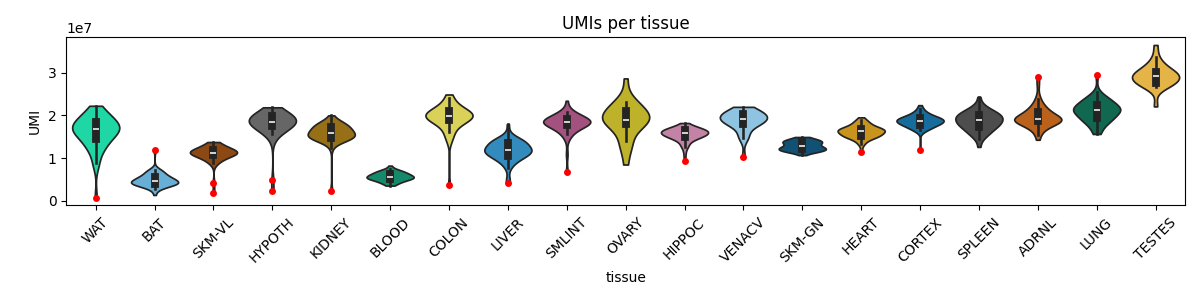 UMIs per tissue
1e7
3
2
1
0
UMI
WAT
BAT
SKM-VL
HYPOTH
KIDNEY
BLOOD
COLON
LIVER
SMLINT
OVARY
HIPPOC
VENACV
SKM-GN
HEART
CORTEX
SPLEEN
ADRNL
LUNG
TESTES
tissue